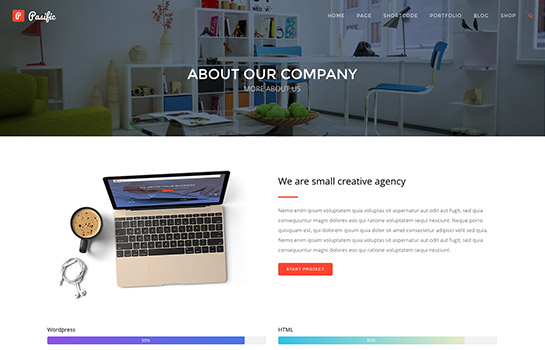 Pasific
HOME PAGE SHORTCODE PORTFOLIO BLOG SHOP
ABOUT OUR COMPANY
MORE ABOUT US
We are small creative agency
Nemo enim ipsam voluptatem quia voluptas sit aspernatur aut odit aut fugit, sed quia
consequuntur magni dolores eos qui ratione voluptatem sequi nesciunt. Neque porro
quisquam est, qui dolorem ipsum quia dolor sit amet consectetur adipisci velit sed quia.
Nemo enim ipsam voluptatem quia voluptas sit aspernatur aut odit aut fugit, sed quia
consequuntur magni dolores eos qui ratione voluptatem sequi nesciunt.
START PROJECT
Wordpress
HTML
90%